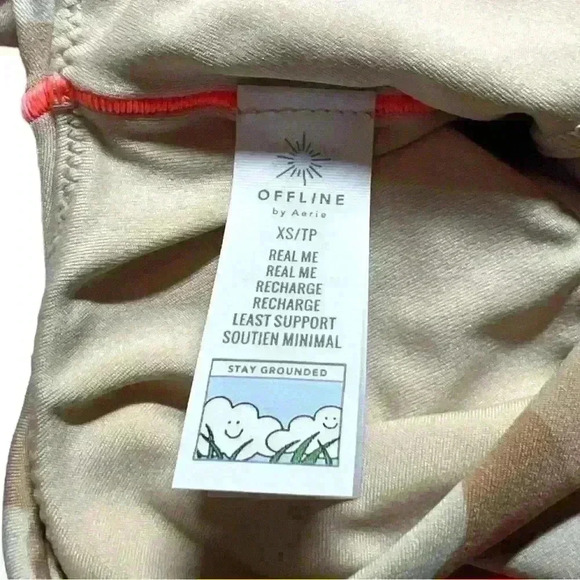 OFFLINE
by Aerie
XS/TP
REAL ME
REAL ME
RECHARGE
RECHARGE
LEAST SUPPORT
SOUTIEN MINIMAL
STAY GROUNDED